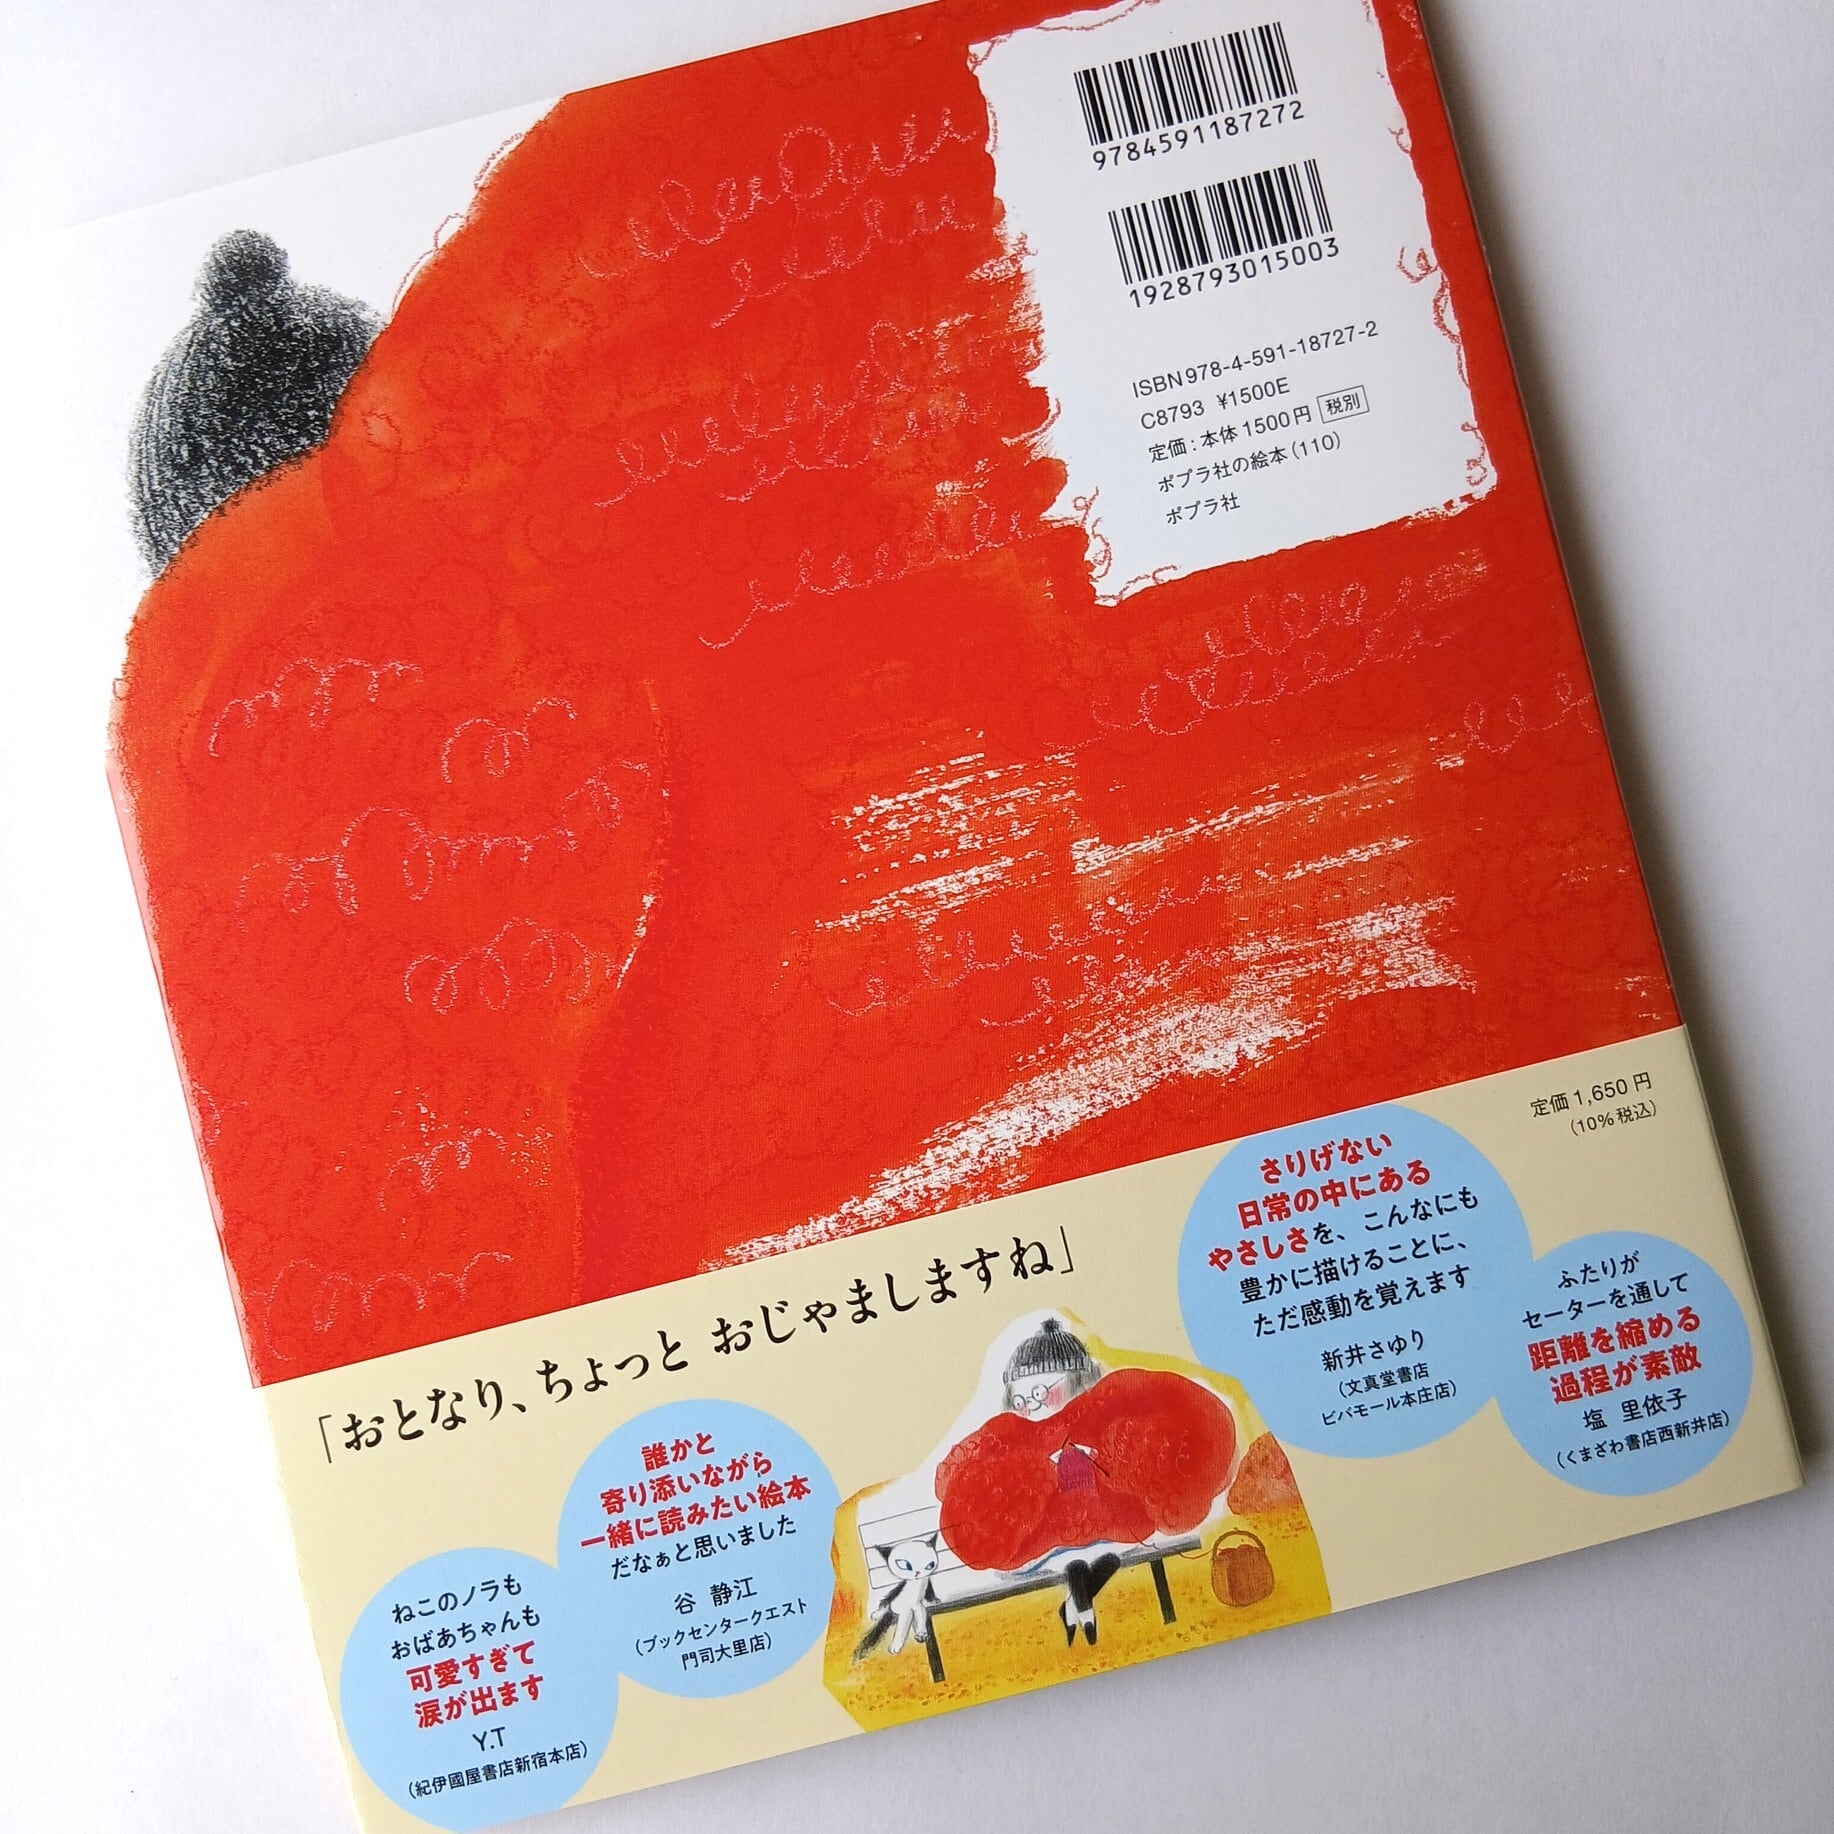 9784591187272
1928793015003
ISBN978-4-591-18727-2
C8793 ¥1500E
定価:本体1500円 税別
ポプラ社の絵本(110)
ポプラ社
定価1,650円
(10%税込)
「おとなり、ちょっと おじゃましますね」
さりげない
日常の中にある
やさしさを、こんなにも
豊かに描けることに、
ただ感動を覚えます
新井さゆり
(文真堂書店
ビバモール本庄店)
ふたりが
セーターを通して
距離を縮める
過程が素敵
塩 里依子
(くまざわ書店西新井店)
誰かと
寄り添いながら
一緒に読みたい絵本
だなぁと思いました
谷 静江
(ブックセンタークエスト
門司大里店)
ねこのノラも
おばあちゃんも
可愛すぎて
涙が出ます
Y.T
(紀伊國屋書店新宿本店)